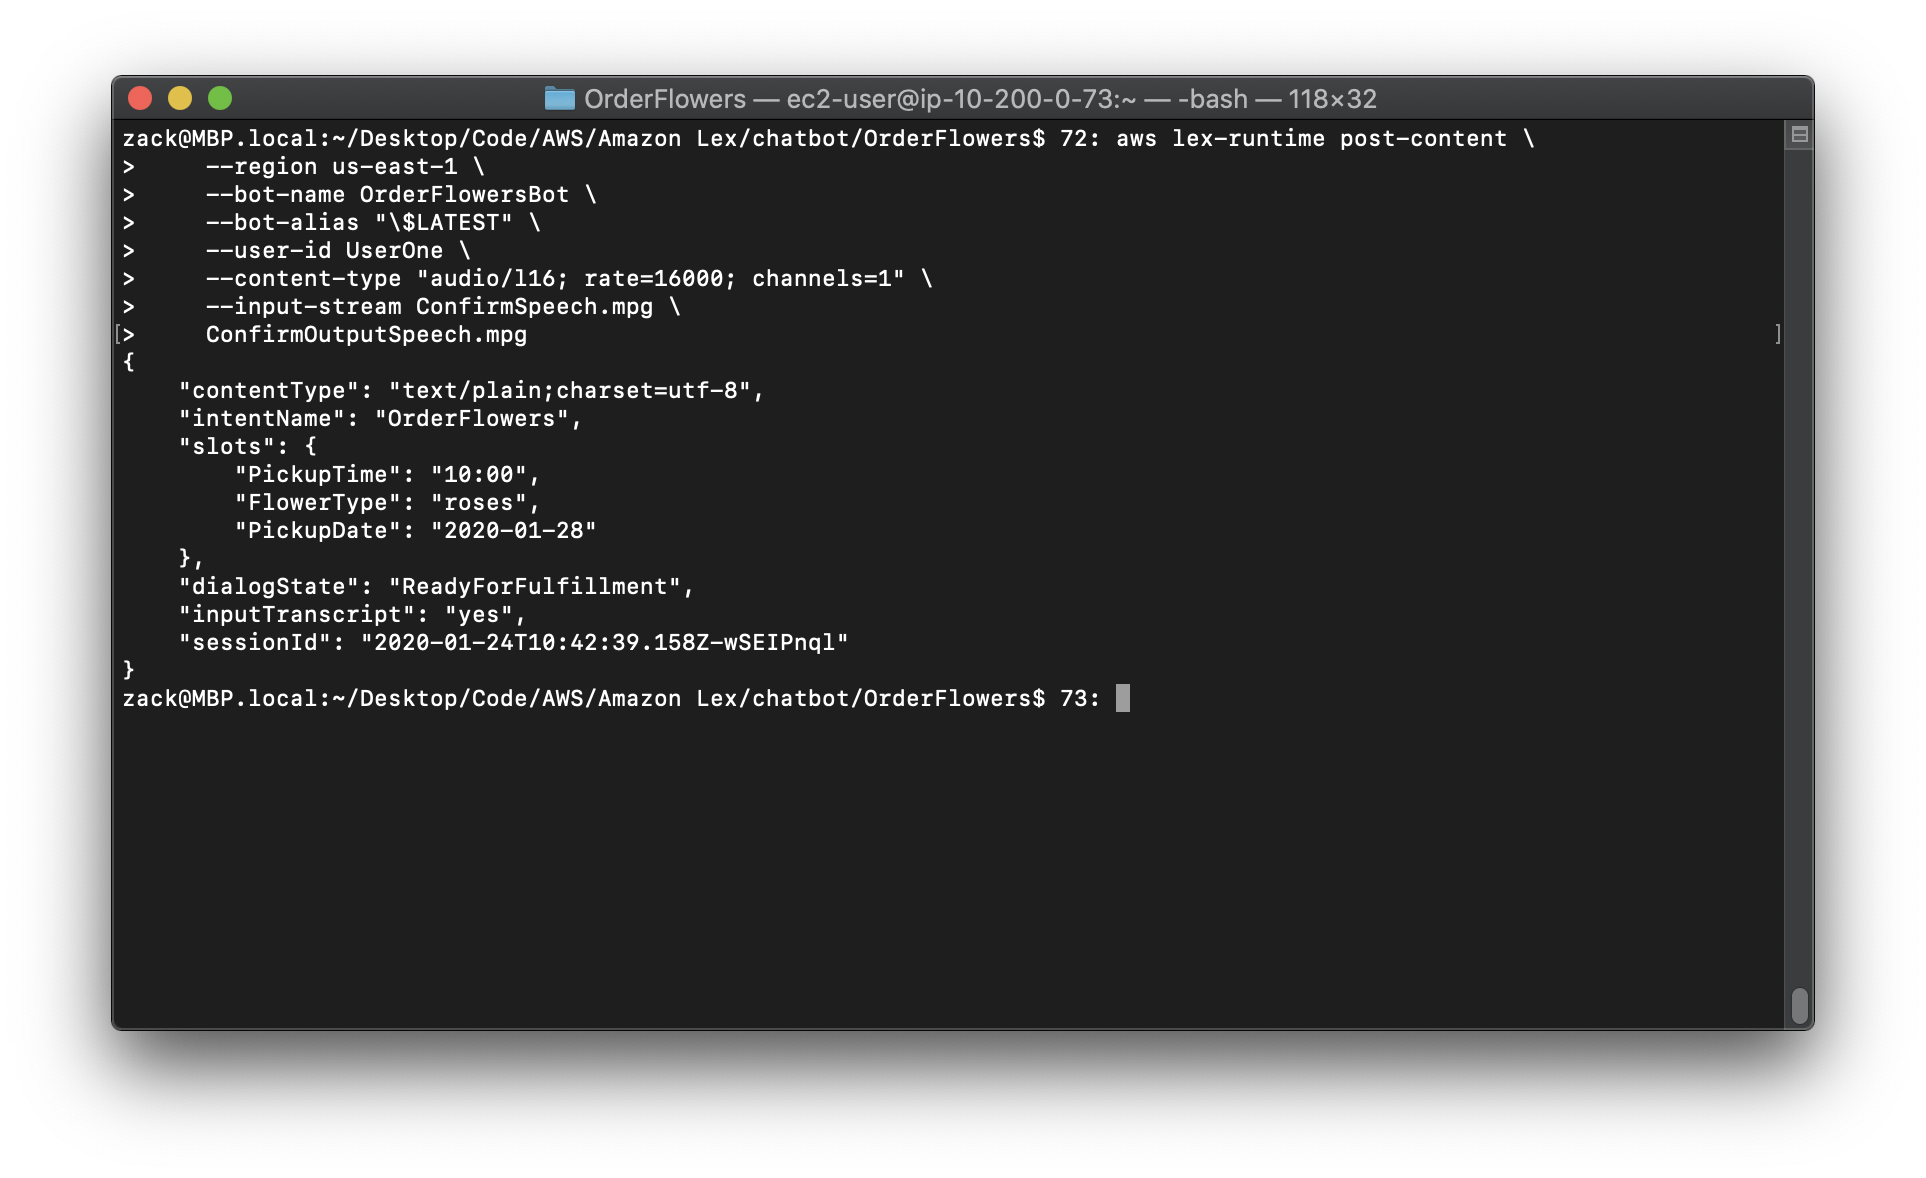 OrderFlowers — ec2-user@ip-10-200-0-73:~ — -bash — 118×32
zack@MBP.local:~/Desktop/Code/AWS/Amazon Lex/chatbot/OrderFlowers$ 72: aws lex-runtime post-content \
>     --region us-east-1 \
>     --bot-name OrderFlowersBot \
>     --bot-alias "\$LATEST" \
>     --user-id UserOne \
>     --content-type "audio/l16; rate=16000; channels=1" \
>     --input-stream ConfirmSpeech.mpg \
[>     ConfirmOutputSpeech.mpg ]
{
    "contentType": "text/plain;charset=utf-8",
    "intentName": "OrderFlowers",
    "slots": {
        "PickupTime": "10:00",
        "FlowerType": "roses",
        "PickupDate": "2020-01-28"
    },
    "dialogState": "ReadyForFulfillment",
    "inputTranscript": "yes",
    "sessionId": "2020-01-24T10:42:39.158Z-wSEIPnql"
}
zack@MBP.local:~/Desktop/Code/AWS/Amazon Lex/chatbot/OrderFlowers$ 73: